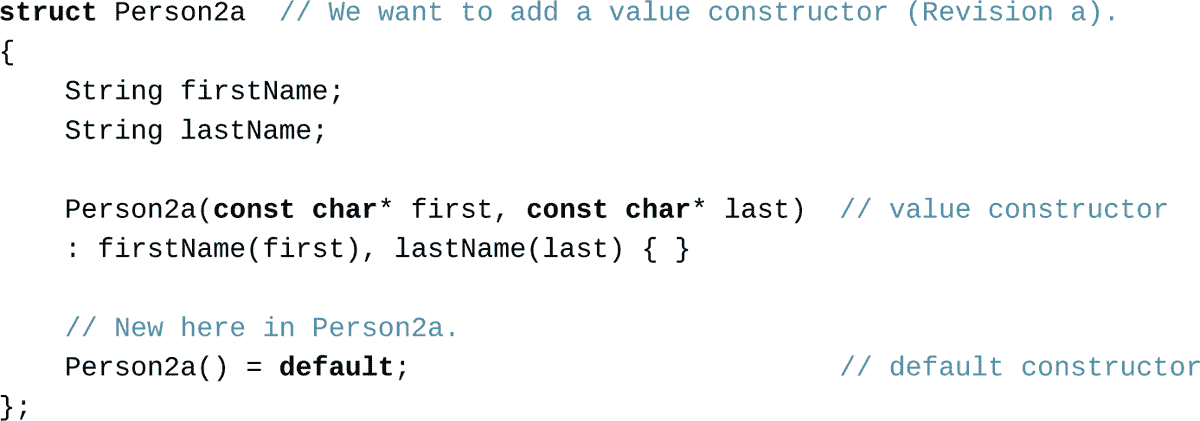 struct Person2a  // We want to add a value constructor (Revision a).
{
    String firstName;
    String lastName;

    Person2a(const char* first, const char* last)  // value constructor
    : firstName(first), lastName(last) { }

    // New here in Person2a.
    Person2a() = default;                          // default constructor
};